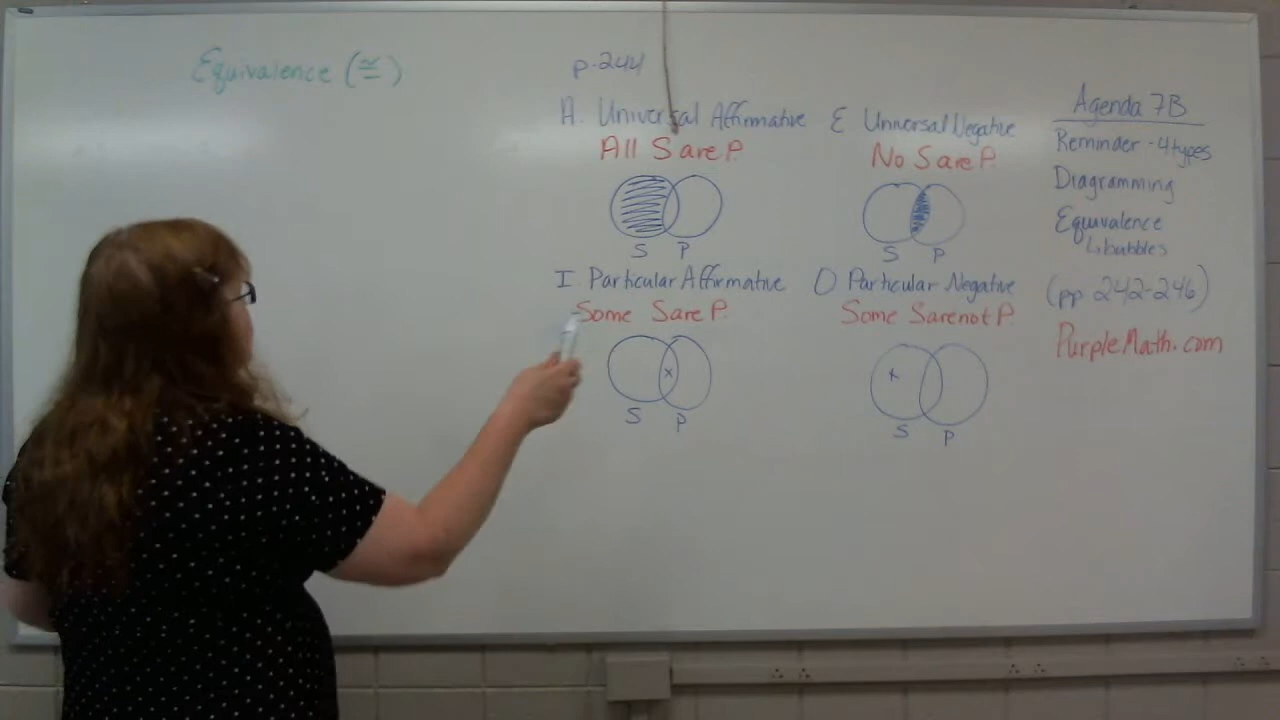 Equivalence (≅)
p. 244
A. Universal Affirmative
All S are P.
S P
E Universal Negative
No S are P.
S P
I Particular Affirmative
Some S are P.
x
S P
O Particular Negative
Some S are not P.
x
S P
Agenda 7B
Reminder - 4 types
Diagramming
Equivalence
↳ bubbles
(pp 242-246)
PurpleMath.com